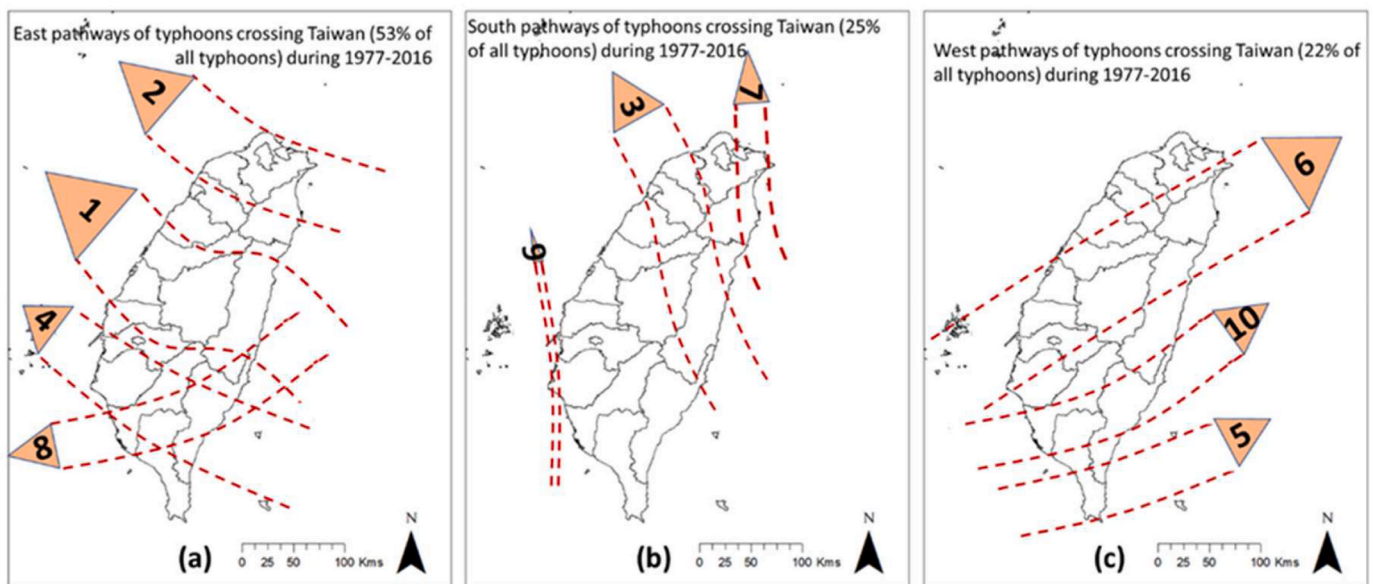 East pathways of typhoons crossing Taiwan (53% of
all typhoons) during 1977-2016
2
1
4
8
(a)
0 25 50 100 Kms
N
South pathways of typhoons crossing Taiwan (25%
of all typhoons) during 1977-2016
3
7
9
(b)
0 25 50 100 Kms
N
West pathways of typhoons crossing Taiwan (22% of
all typhoons) during 1977-2016
6
10
5
(c)
0 25 50 100 Kms
N